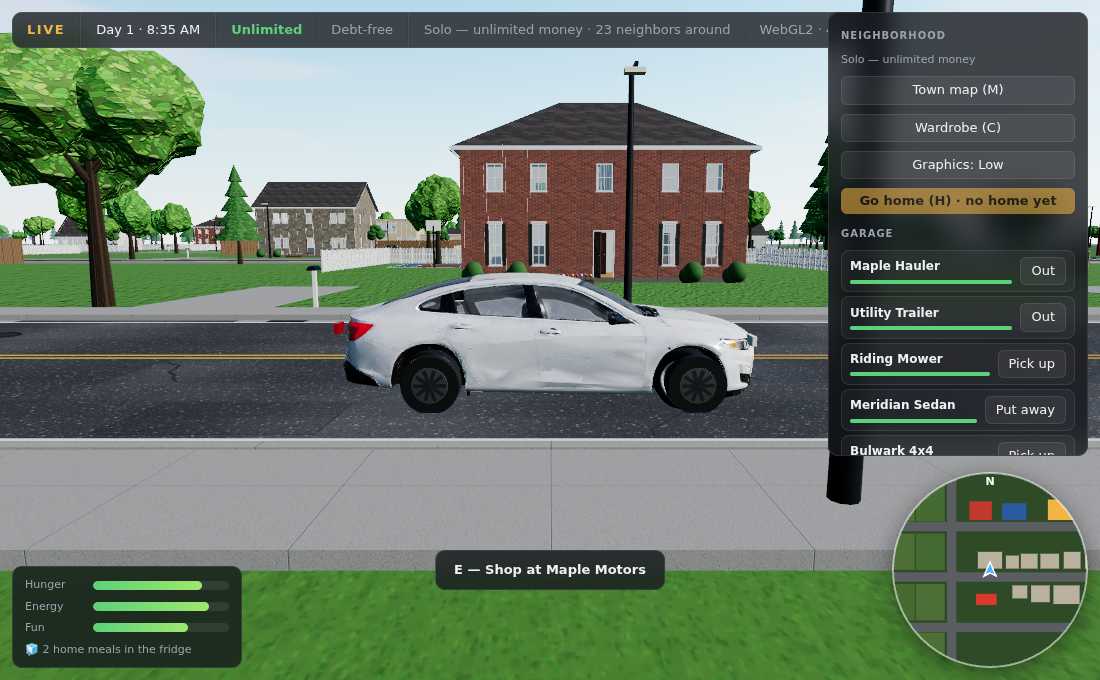 LIVE
Day 1 · 8:35 AM
Unlimited
Debt-free
Solo — unlimited money · 23 neighbors around
WebGL2 ·
NEIGHBORHOOD
Solo — unlimited money
Town map (M)
Wardrobe (C)
Graphics: Low
Go home (H) · no home yet
GARAGE
Maple Hauler
Out
Utility Trailer
Out
Riding Mower
Pick up
Meridian Sedan
Put away
Bulwark 4x4
Pick up
N
E — Shop at Maple Motors
Hunger
Energy
Fun
2 home meals in the fridge